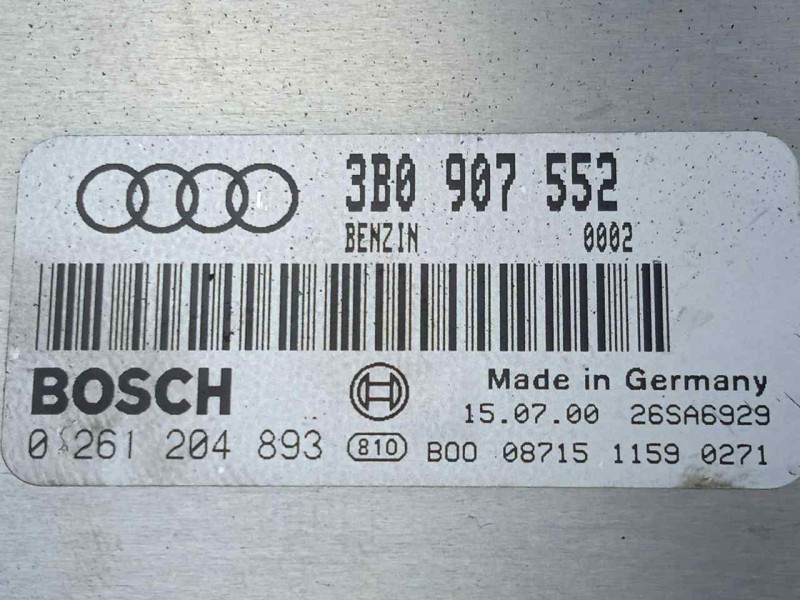 3B0 907 552
BENZIN 0002
BOSCH
Made in Germany
15.07.00 26SA6929
0 261 204 893 810 B00 08715 1159 0271